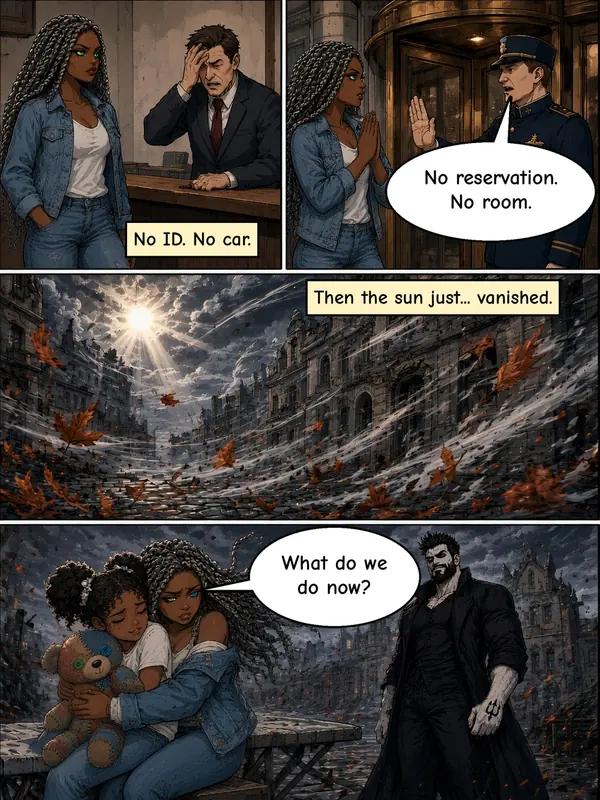 No ID. No car.
No reservation.
No room.
Then the sun just... vanished.
What do we
do now?